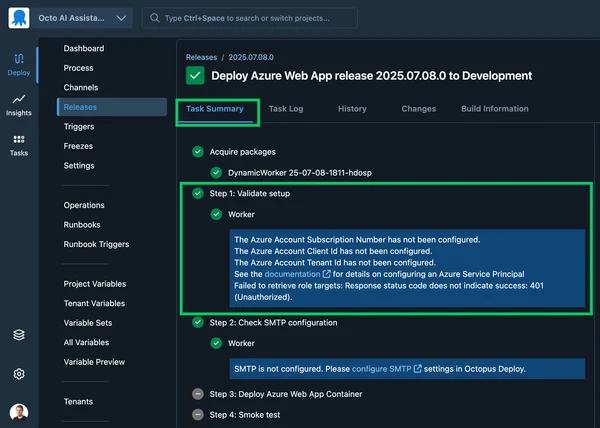 Octo AI Assista...
Type Ctrl+Space to search or switch projects...
Deploy
Insights
Tasks
Dashboard
Process
Channels
Releases
Triggers
Freezes
Settings
Operations
Runbooks
Runbook Triggers
Project Variables
Tenant Variables
Variable Sets
All Variables
Variable Preview
Tenants
Releases / 2025.07.08.0
Deploy Azure Web App release 2025.07.08.0 to Development
Task Summary
Task Log
History
Changes
Build Information
Acquire packages
DynamicWorker 25-07-08-1811-hdosp
Step 1: Validate setup
Worker
The Azure Account Subscription Number has not been configured.
The Azure Account Client Id has not been configured.
The Azure Account Tenant Id has not been configured.
See the documentation for details on configuring an Azure Service Principal
Failed to retrieve role targets: Response status code does not indicate success: 401
(Unauthorized).
Step 2: Check SMTP configuration
Worker
SMTP is not configured. Please configure SMTP settings in Octopus Deploy.
Step 3: Deploy Azure Web App Container
Step 4: Smoke test